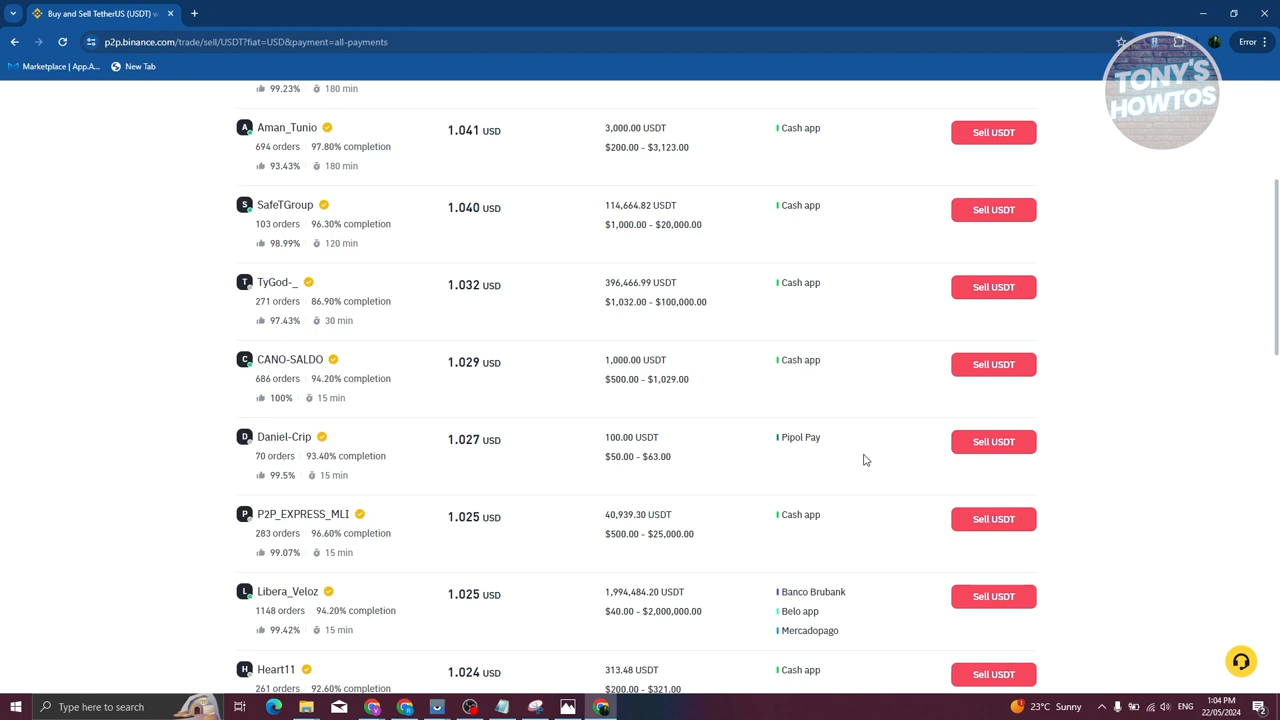 Buy and Sell TetherUS (USDT) v
p2p.binance.com/trade/sell/USDT?fiat=USD&payment=all-payments
Error
Marketplace | App.A...
New Tab
TONY'S
HOWTOS
99.23% 180 min
A Aman_Tunio 1.041 USD 3,000.00 USDT Cash app Sell USDT
694 orders 97.80% completion $200.00 - $3,123.00
93.43% 180 min
S SafeTGroup 1.040 USD 114,664.82 USDT Cash app Sell USDT
103 orders 96.30% completion $1,000.00 - $20,000.00
98.99% 120 min
T TyGod-_ 1.032 USD 396,466.99 USDT Cash app Sell USDT
271 orders 86.90% completion $1,032.00 - $100,000.00
97.43% 30 min
C CANO-SALDO 1.029 USD 1,000.00 USDT Cash app Sell USDT
686 orders 94.20% completion $500.00 - $1,029.00
100% 15 min
D Daniel-Crip 1.027 USD 100.00 USDT Pipol Pay Sell USDT
70 orders 93.40% completion $50.00 - $63.00
99.5% 15 min
P P2P_EXPRESS_MLI 1.025 USD 40,939.30 USDT Cash app Sell USDT
283 orders 96.60% completion $500.00 - $25,000.00
99.07% 15 min
L Libera_Veloz 1.025 USD 1,994,484.20 USDT Banco Brubank Sell USDT
1148 orders 94.20% completion $40.00 - $2,000,000.00 Belo app
99.42% 15 min Mercadopago
H Heart11 1.024 USD 313.48 USDT Cash app Sell USDT
261 orders 92.60% completion $200.00 - $321.00
Type here to search
23°C Sunny
1:04 PM
22/05/2024